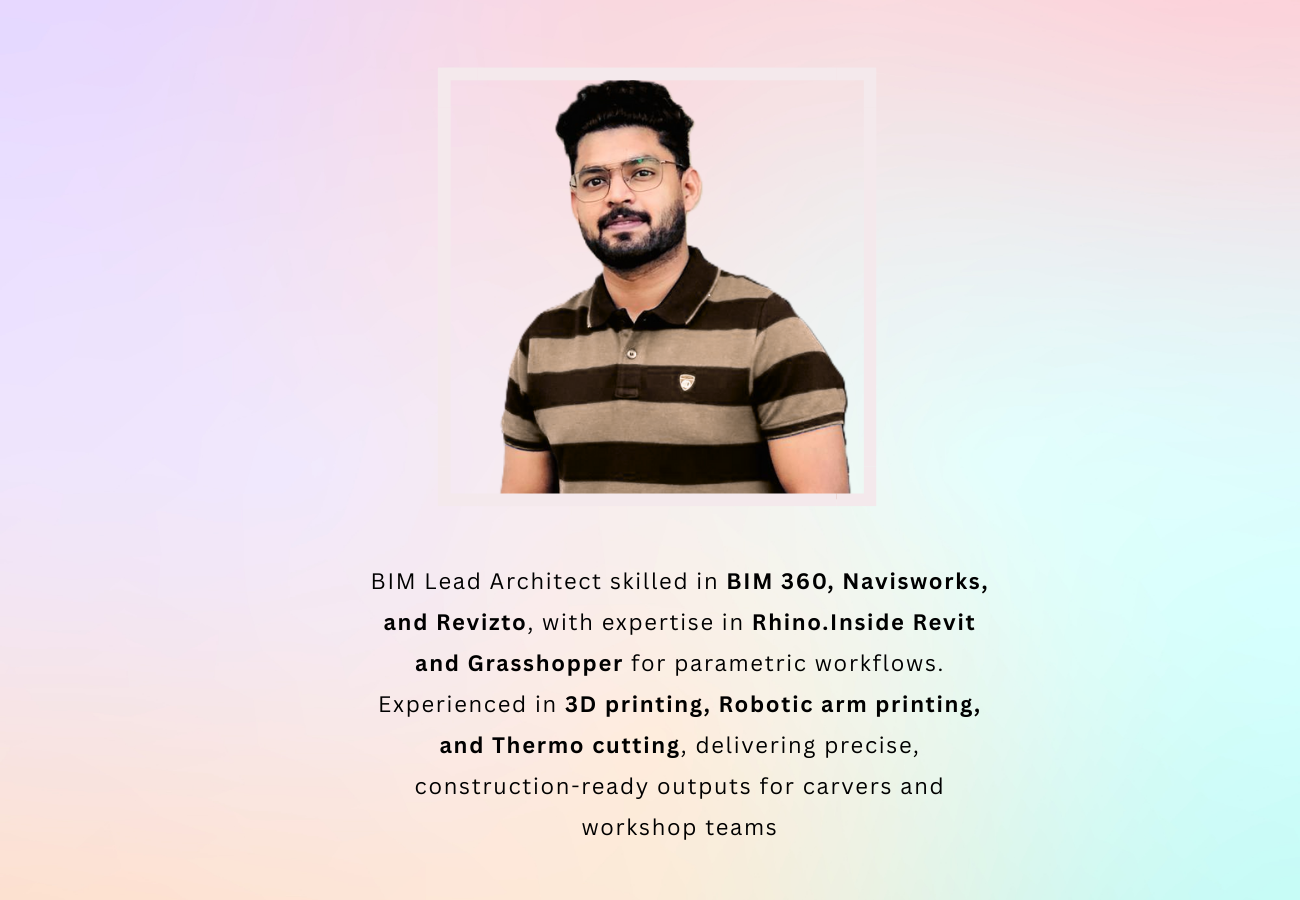 BIM Lead Architect skilled in BIM 360, Navisworks,
and Revizto, with expertise in Rhino.Inside Revit
and Grasshopper for parametric workflows.
Experienced in 3D printing, Robotic arm printing,
and Thermo cutting, delivering precise,
construction-ready outputs for carvers and
workshop teams